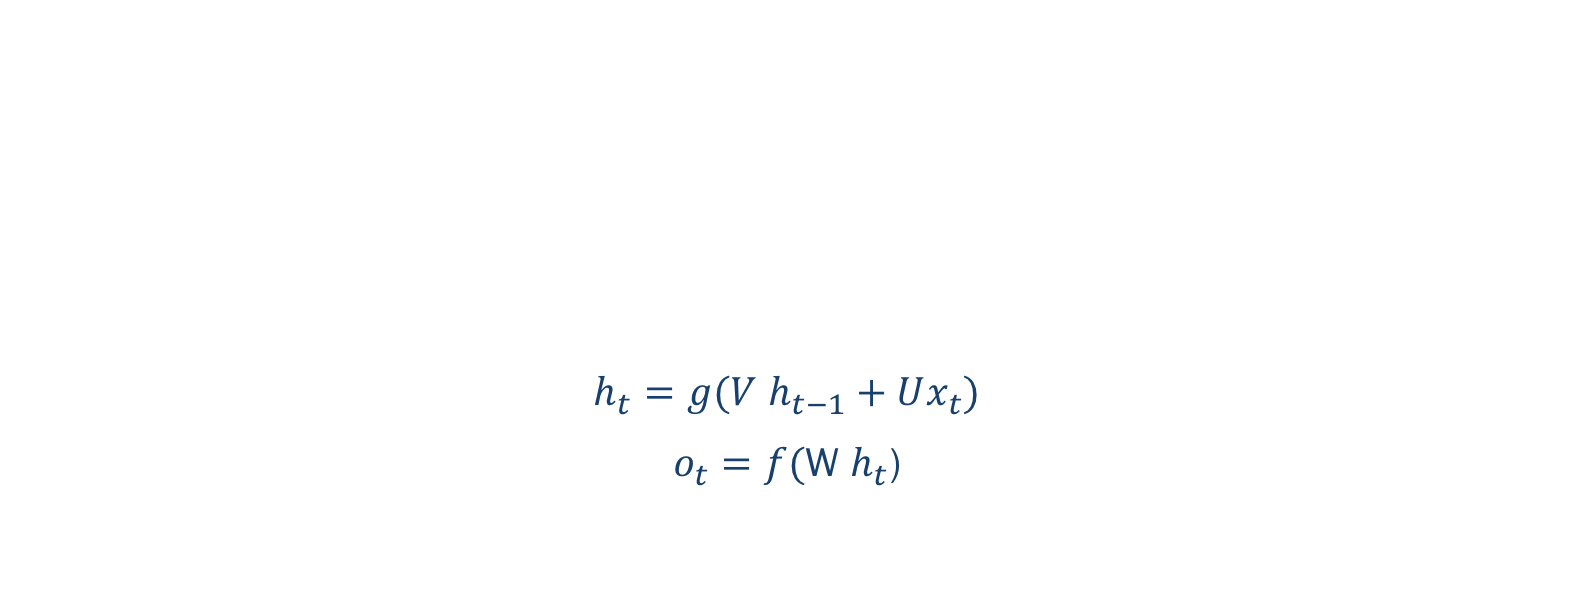 h_t = g(V h_{t−1} + Ux_t)
o_t = f(W h_t)